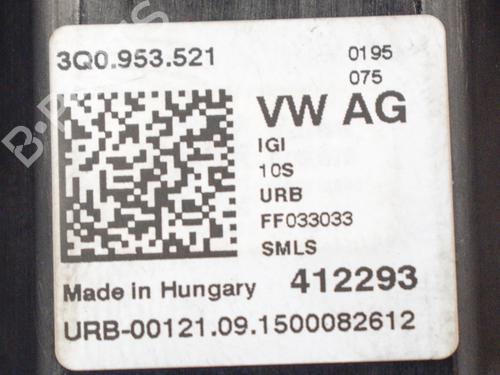 3Q0.953.521
0195
075
VW AG
IGI
10S
URB
FF033033
SMLS
Made in Hungary 412293
URB-00121.09.1500082612